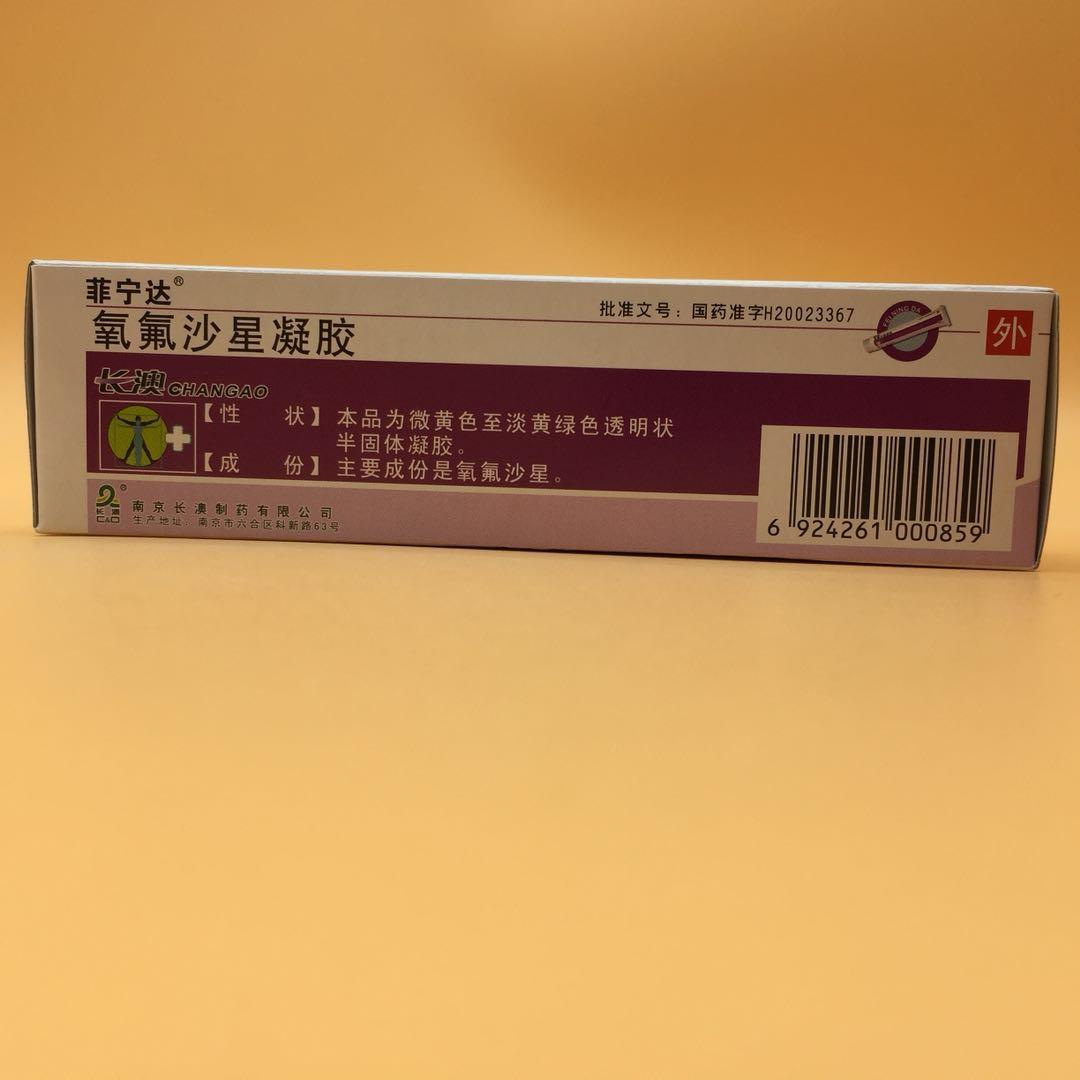 菲宁达®
氧氟沙星凝胶
批准文号：国药准字H20023367
FEI NING DA
外
长澳CHANGAO
【性 状】本品为微黄色至淡黄绿色透明状
半固体凝胶。
【成 份】主要成份是氧氟沙星。
长澳®
C&O
南京长澳制药有限公司
生产地址：南京市六合区科新路63号
6 924261 000859